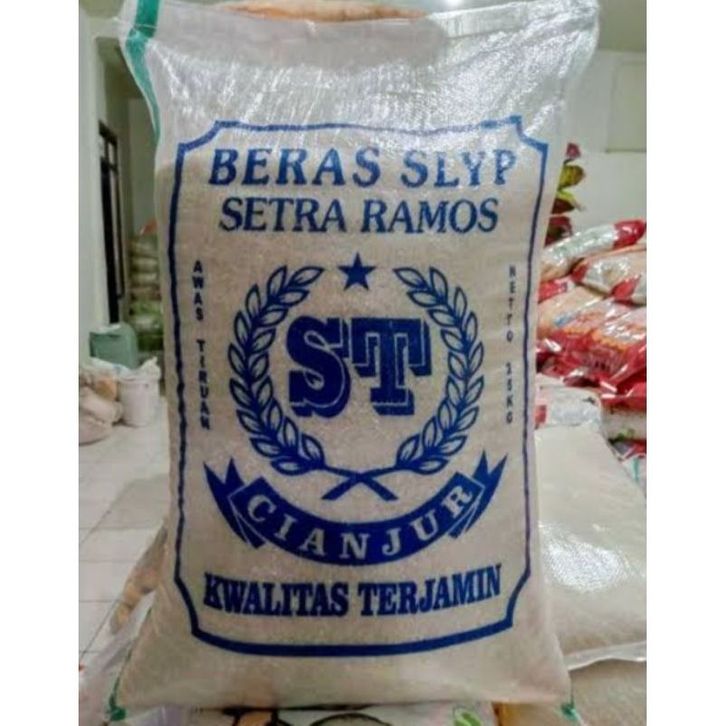 BERAS SLYP
SETRA RAMOS
AWAS TIRUAN
ST
NETTO 25KG
CIANJUR
KWALITAS TERJAMIN